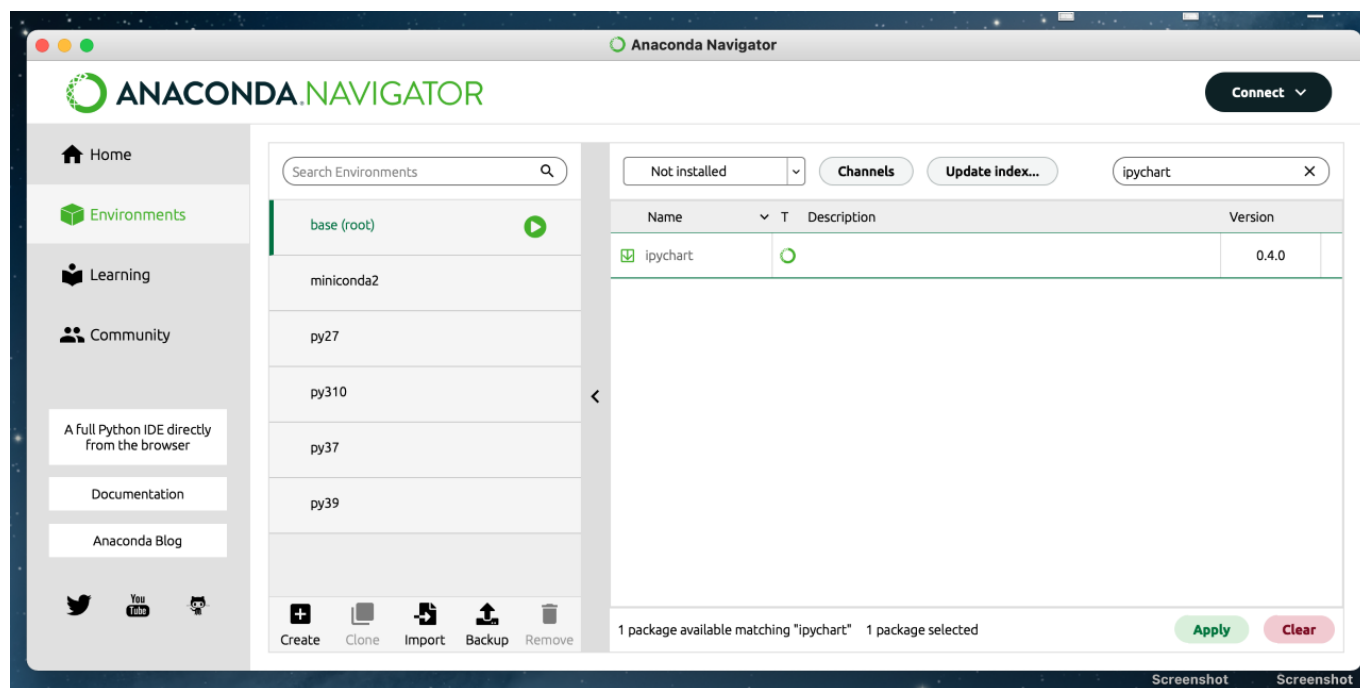 Anaconda Navigator
ANACONDA.NAVIGATOR
Connect
Home
Environments
Learning
Community
A full Python IDE directly
from the browser
Documentation
Anaconda Blog
You
Tube
Search Environments
base (root)
miniconda2
py27
py310
py37
py39
Create Clone Import Backup Remove
Not installed Channels Update index... ipychart
Name T Description Version
ipychart 0.4.0
1 package available matching "ipychart" 1 package selected Apply Clear
Screenshot Screenshot